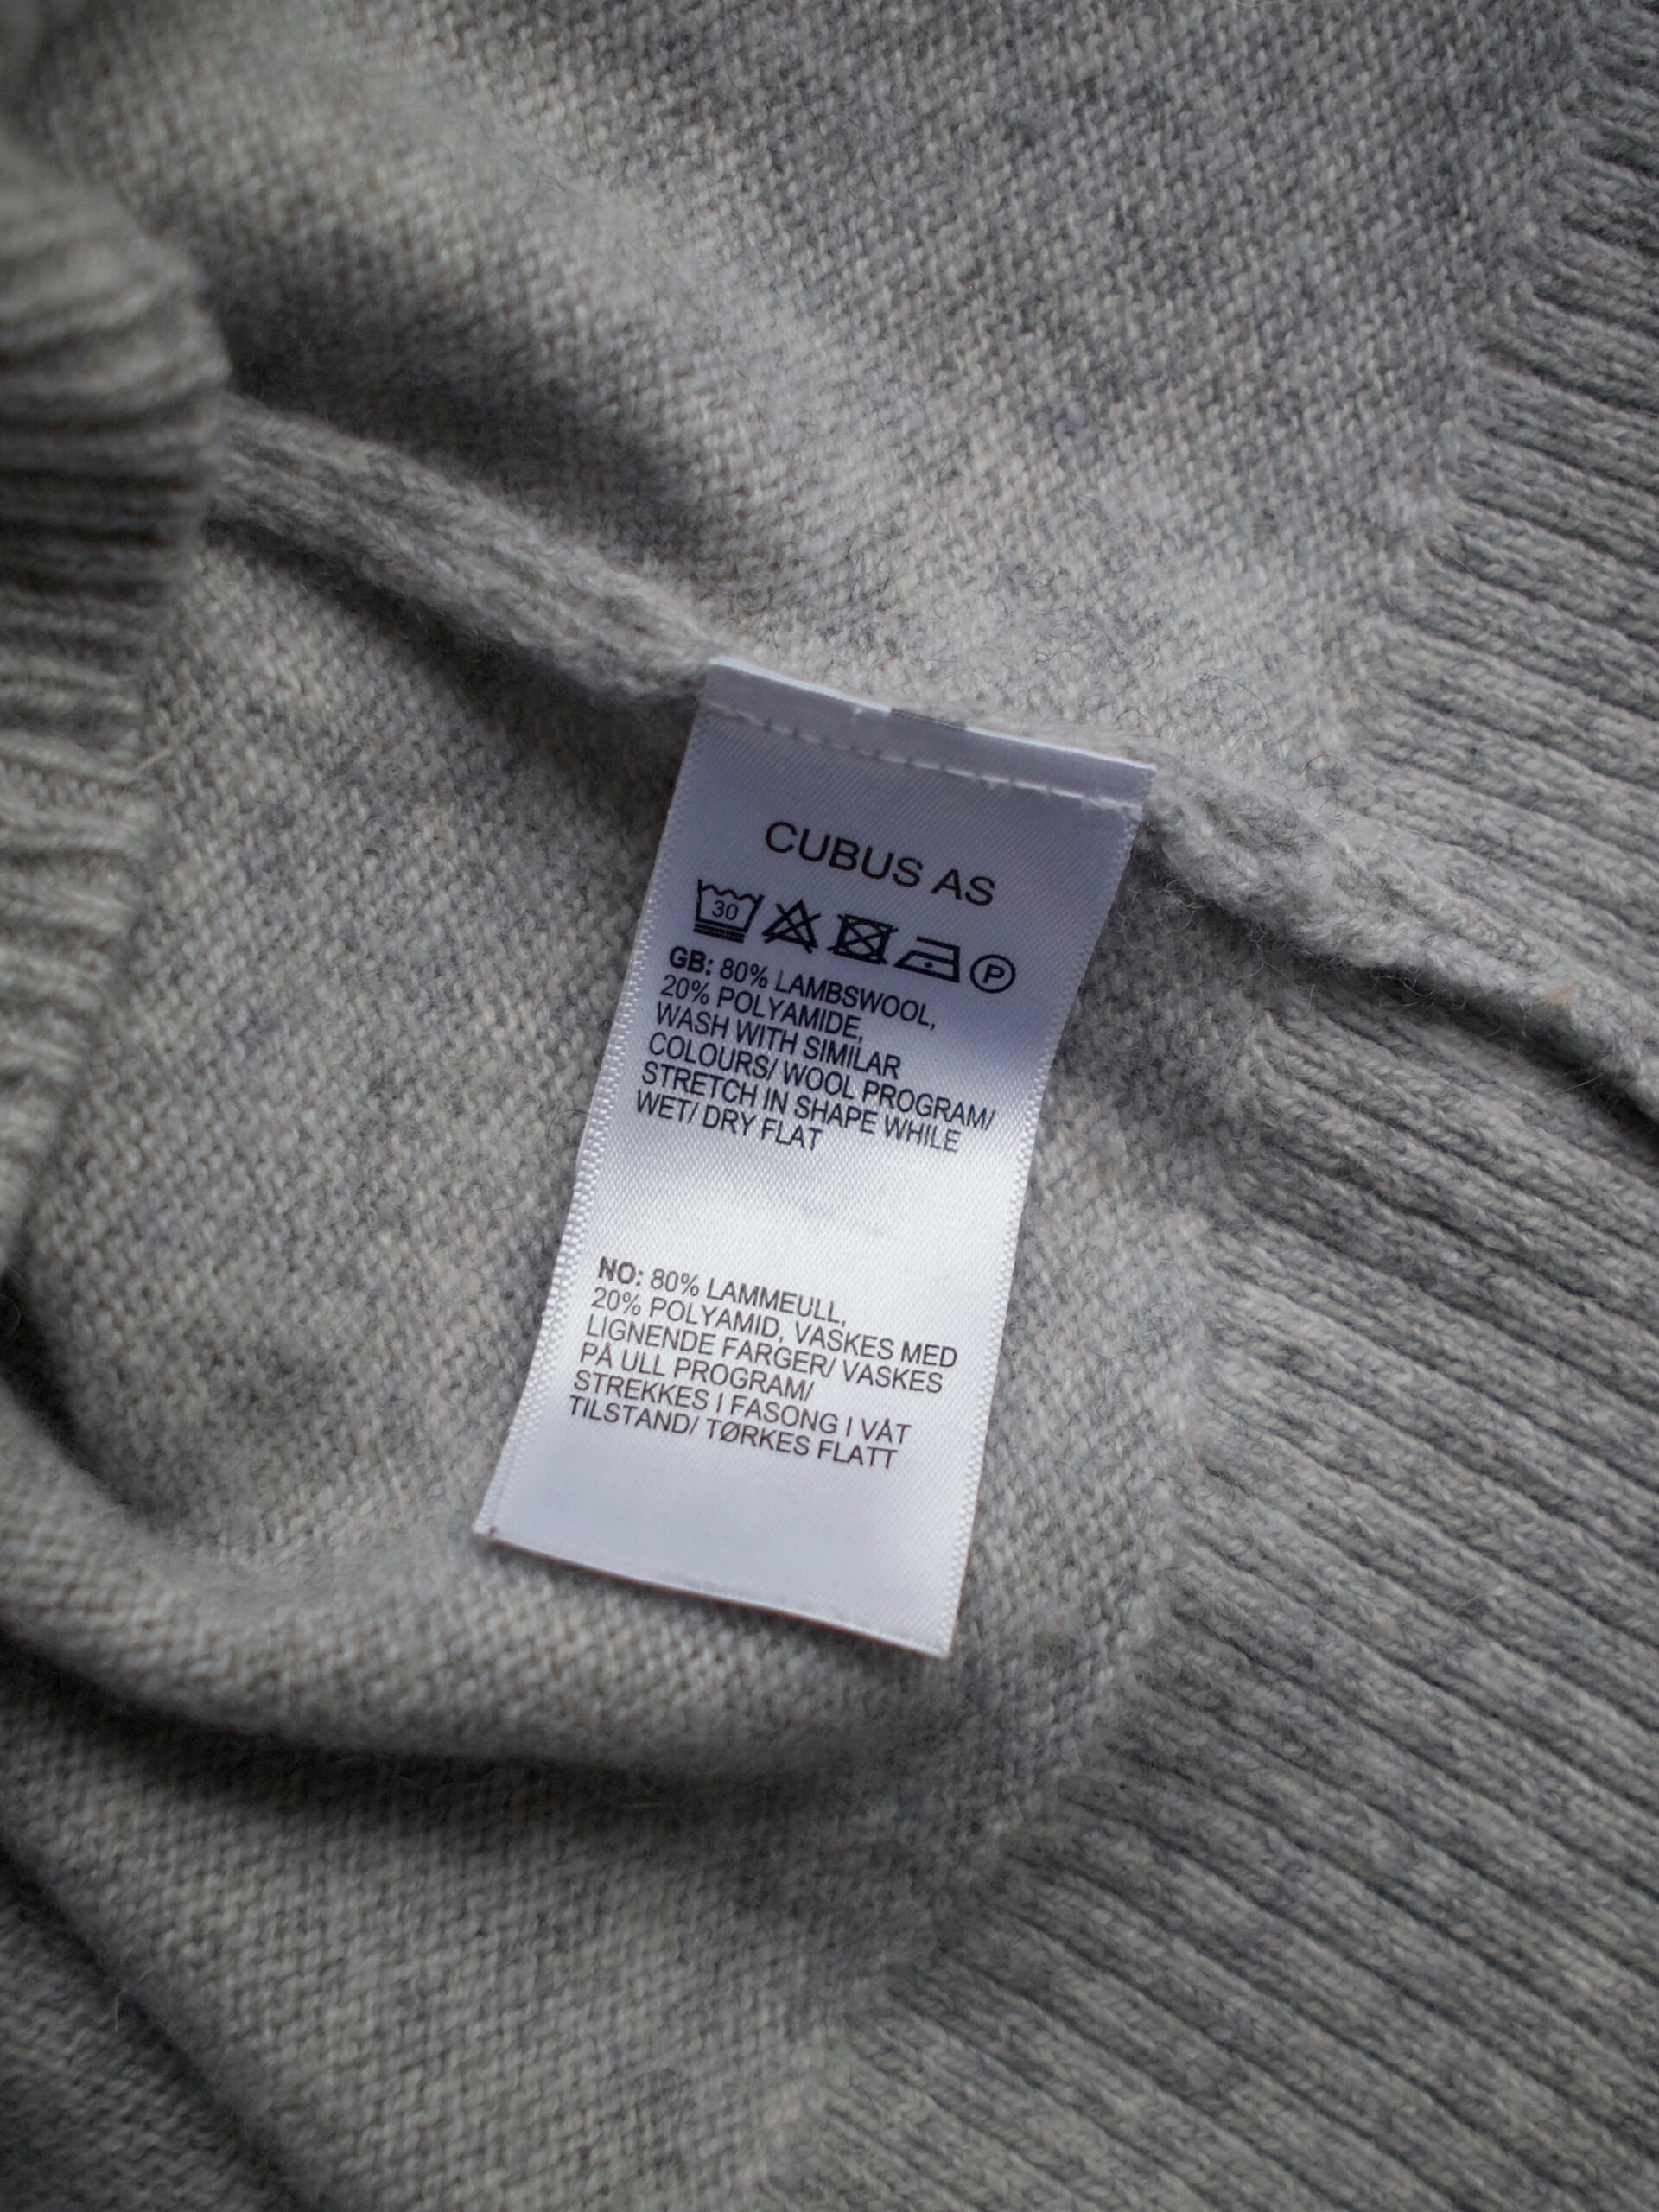 CUBUS AS
30 P
GB: 80% LAMBSWOOL,
20% POLYAMIDE,
WASH WITH SIMILAR
COLOURS/ WOOL PROGRAM/
STRETCH IN SHAPE WHILE
WET/ DRY FLAT
NO: 80% LAMMEULL,
20% POLYAMID, VASKES MED
LIGNENDE FARGER/ VASKES
PÅ ULL PROGRAM/
STREKKES I FASONG I VÅT
TILSTAND/ TØRKES FLATT